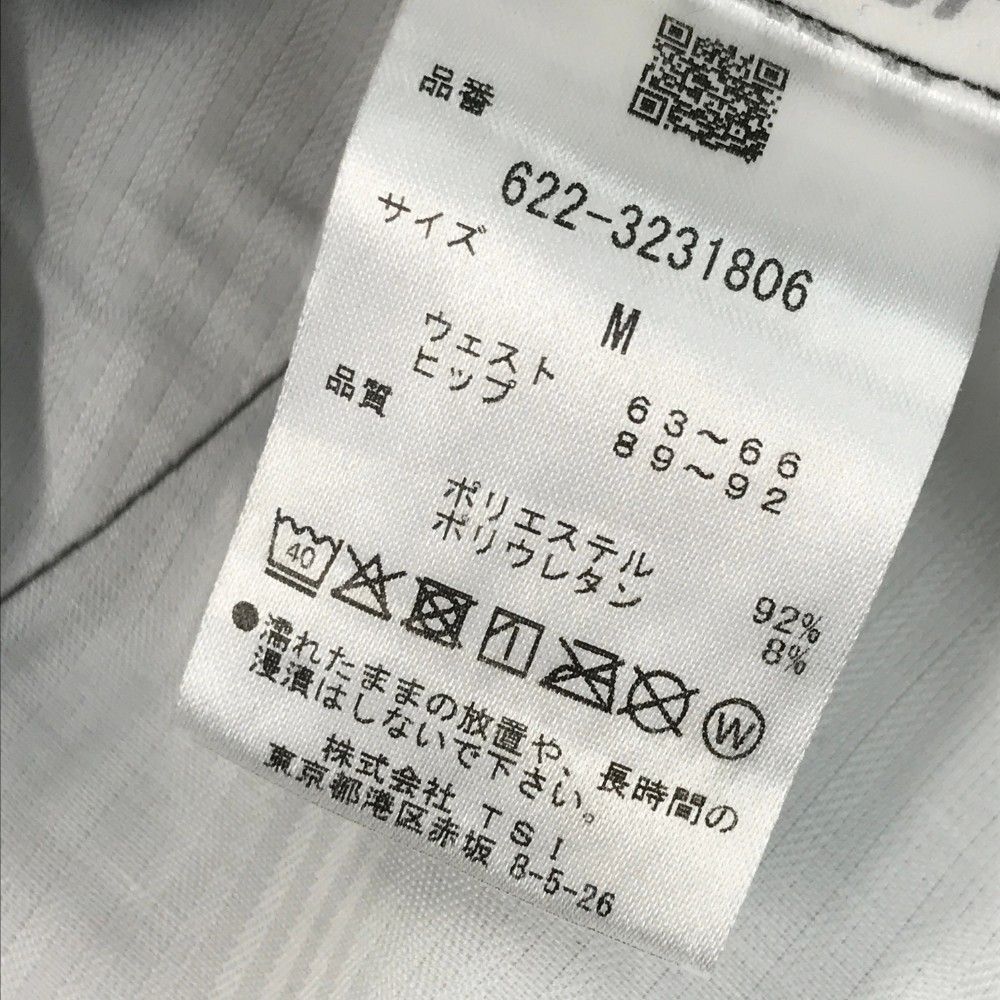 品番
622-3231806
サイズ
M
ウェスト 63～66
ヒップ 89～92
品質
ポリエステル 92%
ポリウレタン 8%
40
W
●濡れたままの放置や、長時間の
浸漬はしないで下さい。
株式会社 TSI
東京都港区赤坂 8-5-26